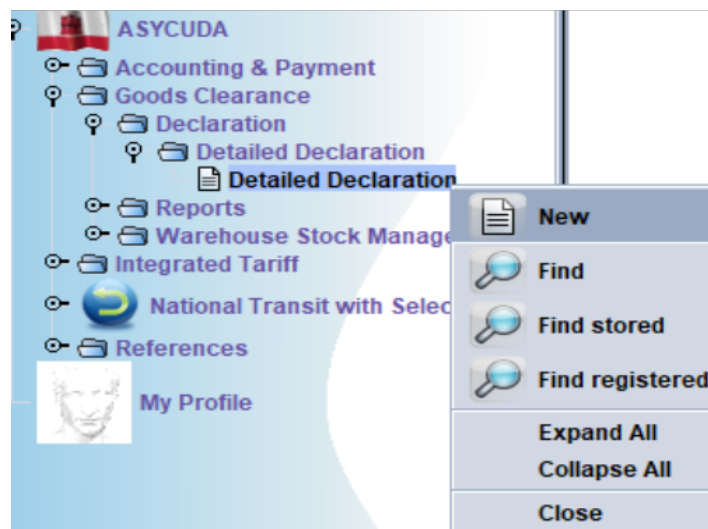 ASYCUDA
Accounting & Payment
Goods Clearance
Declaration
Detailed Declaration
Detailed Declaration
Reports
Warehouse Stock Manage
Integrated Tariff
National Transit with Selec
References
My Profile
New
Find
Find stored
Find registered
Expand All
Collapse All
Close